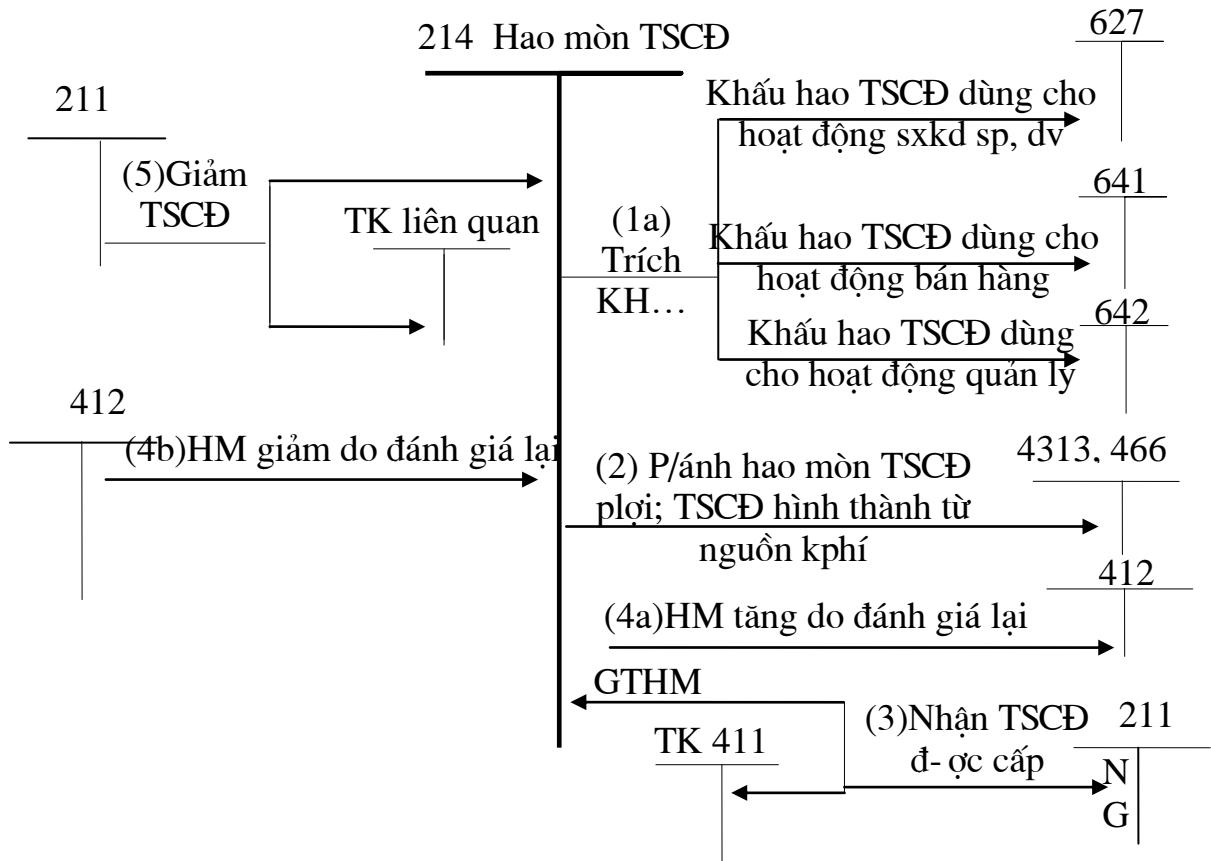 214 Hao mòn TSCĐ
627
211
Khấu hao TSCĐ dùng cho
hoạt động sxkd sp, dv
(5)Giảm
TSCĐ
TK liên quan
641
(1a)
Trích
KH…
Khấu hao TSCĐ dùng cho
hoạt động bán hàng
642
Khấu hao TSCĐ dùng
cho hoạt động quản lý
412
(4b)HM giảm do đánh giá lại
4313, 466
(2) P/ánh hao mòn TSCĐ
plợi; TSCĐ hình thành từ
nguồn kphí
412
(4a)HM tăng do đánh giá lại
GTHM
TK 411
(3)Nhận TSCĐ
đ- ợc cấp
211
N
G